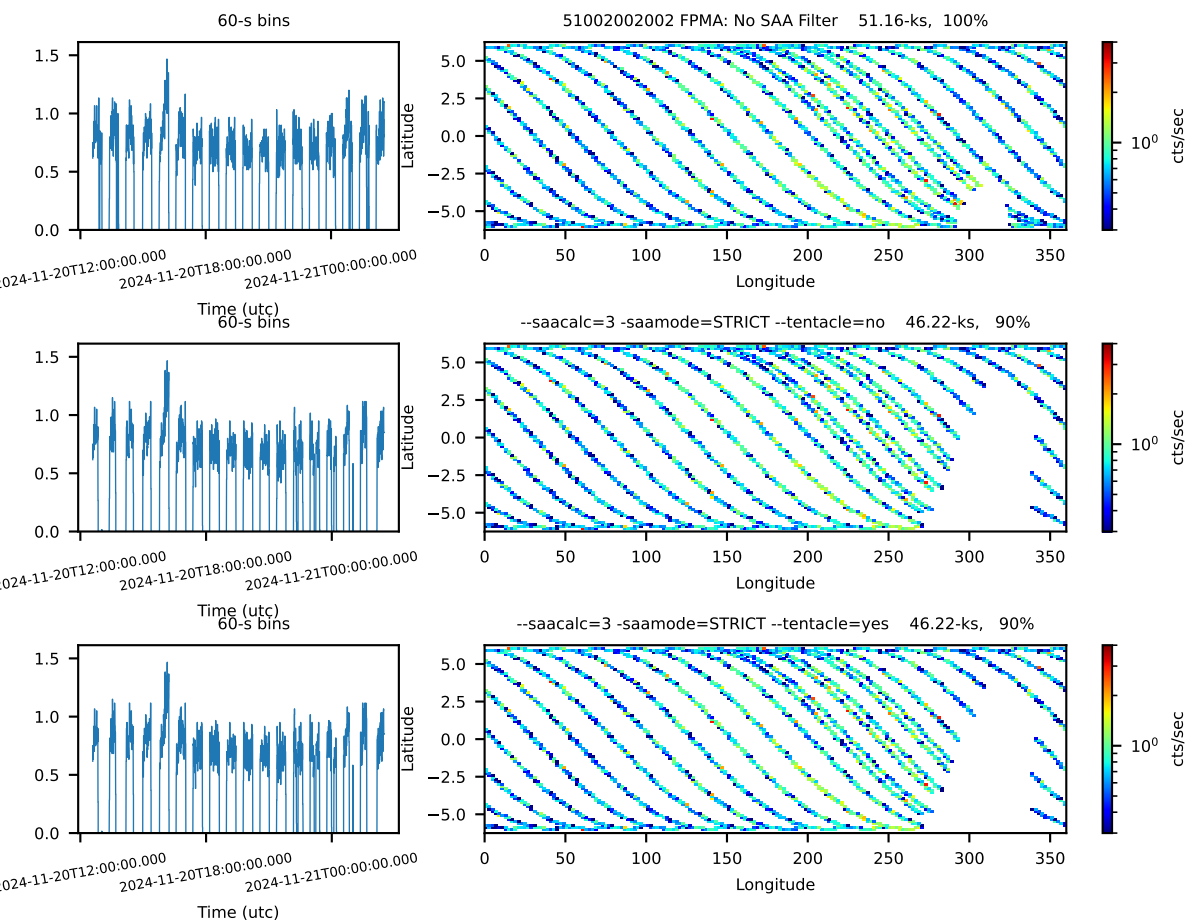 60-s bins
51002002002 FPMA: No SAA Filter 51.16-ks, 100%
1.5
1.0
0.5
0.0
2024-11-20T12:00:00.000
2024-11-20T18:00:00.000
2024-11-21T00:00:00.000
Time (utc)
Latitude
5.0
2.5
0.0
−2.5
−5.0
0 50 100 150 200 250 300 350
Longitude
10⁰
cts/sec
60-s bins
--saacalc=3 -saamode=STRICT --tentacle=no 46.22-ks, 90%
1.5
1.0
0.5
0.0
2024-11-20T12:00:00.000
2024-11-20T18:00:00.000
2024-11-21T00:00:00.000
Time (utc)
Latitude
5.0
2.5
0.0
−2.5
−5.0
0 50 100 150 200 250 300 350
Longitude
10⁰
cts/sec
60-s bins
--saacalc=3 -saamode=STRICT --tentacle=yes 46.22-ks, 90%
1.5
1.0
0.5
0.0
2024-11-20T12:00:00.000
2024-11-20T18:00:00.000
2024-11-21T00:00:00.000
Time (utc)
Latitude
5.0
2.5
0.0
−2.5
−5.0
0 50 100 150 200 250 300 350
Longitude
10⁰
cts/sec